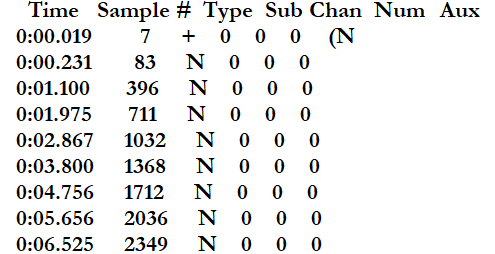 Time Sample # Type Sub Chan Num Aux
0:00.019 7 + 0 0 0 (N
0:00.231 83 N 0 0 0
0:01.100 396 N 0 0 0
0:01.975 711 N 0 0 0
0:02.867 1032 N 0 0 0
0:03.800 1368 N 0 0 0
0:04.756 1712 N 0 0 0
0:05.656 2036 N 0 0 0
0:06.525 2349 N 0 0 0